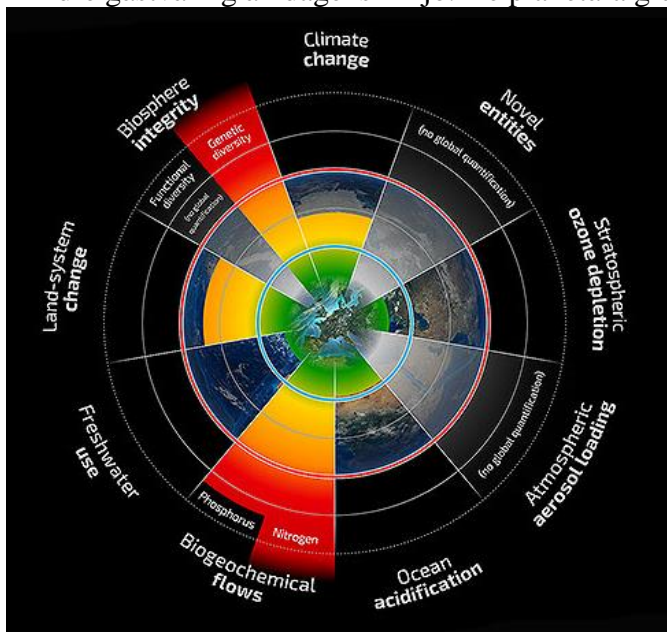 Climate
change
Novel
entities
(no global quantification)
Stratospheric
ozone depletion
Atmospheric
aerosol loading
(no global quantification)
Ocean
acidification
Biogeochemical
flows
Phosphorus
Nitrogen
Freshwater
use
Land-system
change
Biosphere
integrity
Functional
diversity
(no global
quantification)
Genetic
diversity